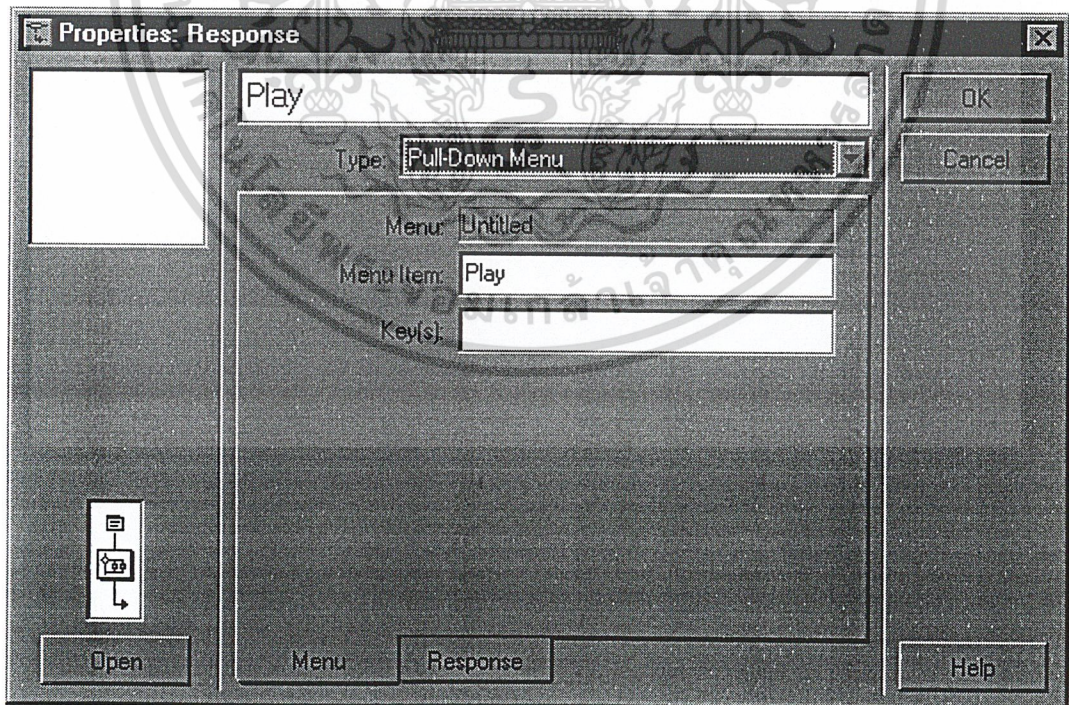 Properties: Response
Play
OK
Type: Pull-Down Menu
Cancel
Menu: Untitled
Menu Item: Play
Key(s):
Open
Menu
Response
Help